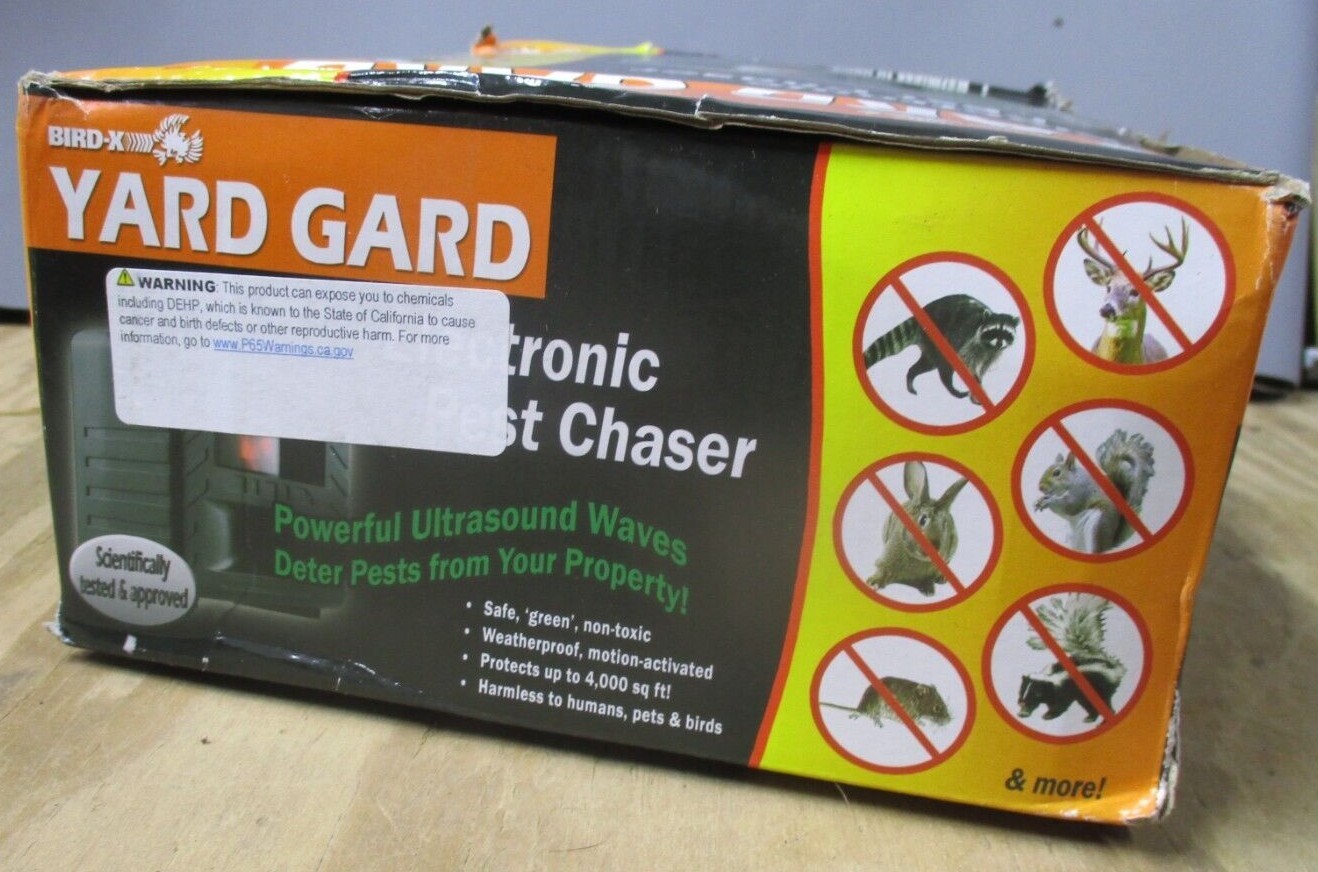 BIRD-X
YARD GARD
WARNING: This product can expose you to chemicals
including DEHP, which is known to the State of California to cause
cancer and birth defects or other reproductive harm. For more
information, go to www.P65Warnings.ca.gov
tronic
Pest Chaser
Powerful Ultrasound Waves
Deter Pests from Your Property!
Scientifically
tested & approved
• Safe, 'green', non-toxic
• Weatherproof, motion-activated
• Protects up to 4,000 sq ft!
• Harmless to humans, pets & birds
& more!